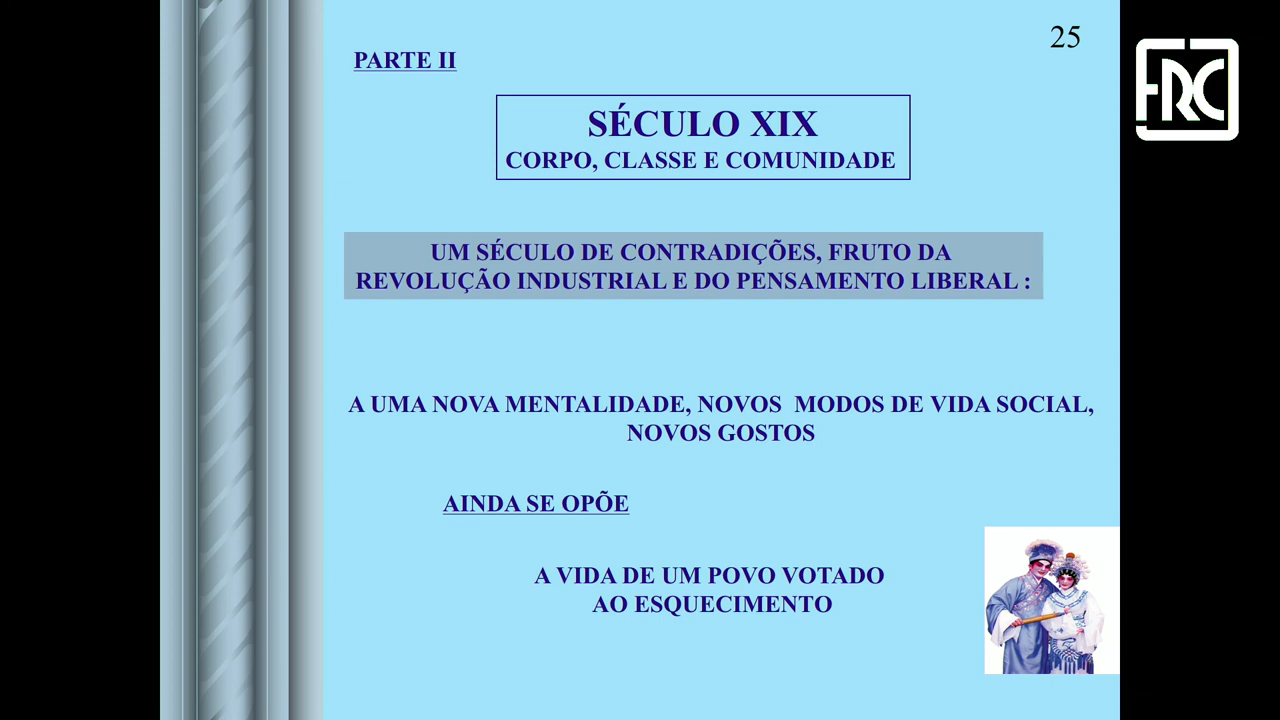 25
FRC
PARTE II
SÉCULO XIX
CORPO, CLASSE E COMUNIDADE
UM SÉCULO DE CONTRADIÇÕES, FRUTO DA
REVOLUÇÃO INDUSTRIAL E DO PENSAMENTO LIBERAL :
A UMA NOVA MENTALIDADE, NOVOS MODOS DE VIDA SOCIAL,
NOVOS GOSTOS
AINDA SE OPÕE
A VIDA DE UM POVO VOTADO
AO ESQUECIMENTO